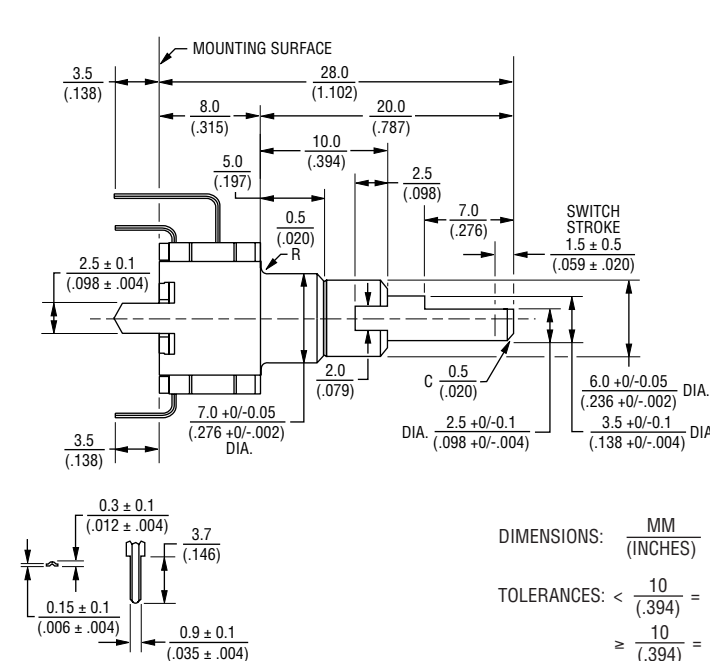 MOUNTING SURFACE
3.5
(.138)
28.0
(1.102)
8.0
(.315)
20.0
(.787)
10.0
(.394)
5.0
(.197)
2.5
(.098)
7.0
(.276)
SWITCH
STROKE
1.5 ± 0.5
(.059 ± .020)
0.5
(.020)
R
2.5 ± 0.1
(.098 ± .004)
2.0
(.079)
C 0.5
(.020)
6.0 +0/-0.05 DIA.
(.236 +0/-.002)
7.0 +0/-0.05
(.276 +0/-.002)
DIA.
DIA. 2.5 +0/-0.1
(.098 +0/-.004)
3.5 +0/-0.1 DIA
(.138 +0/-.004)
3.5
(.138)
0.3 ± 0.1
(.012 ± .004)
3.7
(.146)
0.15 ± 0.1
(.006 ± .004)
0.9 ± 0.1
(.035 ± .004)
DIMENSIONS: MM
(INCHES)
TOLERANCES: < 10 =
(.394)
≥ 10 =
(.394)